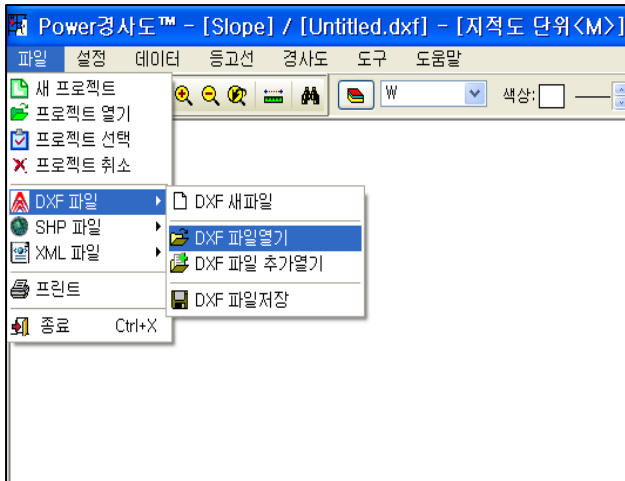 Power경사도™ - [Slope] / [Untitled.dxf] - [지적도 단위<M>]
파일 설정 데이터 등고선 경사도 도구 도움말
새 프로젝트
W 색상:
프로젝트 열기
프로젝트 선택
프로젝트 취소
DXF 파일
DXF 새파일
SHP 파일
DXF 파일열기
XML 파일
DXF 파일 추가열기
프린트
DXF 파일저장
종료 Ctrl+X